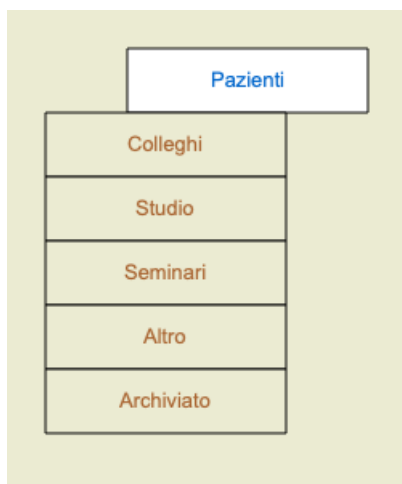 Pazienti
Colleghi
Studio
Seminari
Altro
Archiviato